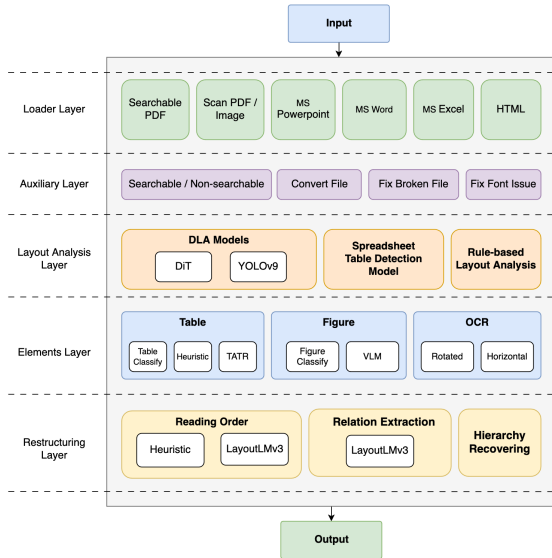 Input
Loader Layer
Searchable
PDF
Scan PDF /
Image
MS
Powerpoint
MS Word
MS Excel
HTML
Auxiliary Layer
Searchable / Non-searchable
Convert File
Fix Broken File
Fix Font Issue
Layout Analysis
Layer
DLA Models
DiT
YOLOv9
Spreadsheet
Table Detection
Model
Rule-based
Layout Analysis
Elements Layer
Table
Table
Classify
Heuristic
TATR
Figure
Figure
Classify
VLM
OCR
Rotated
Horizontal
Restructuring
Layer
Reading Order
Heuristic
LayoutLMv3
Relation Extraction
LayoutLMv3
Hierarchy
Recovering
Output